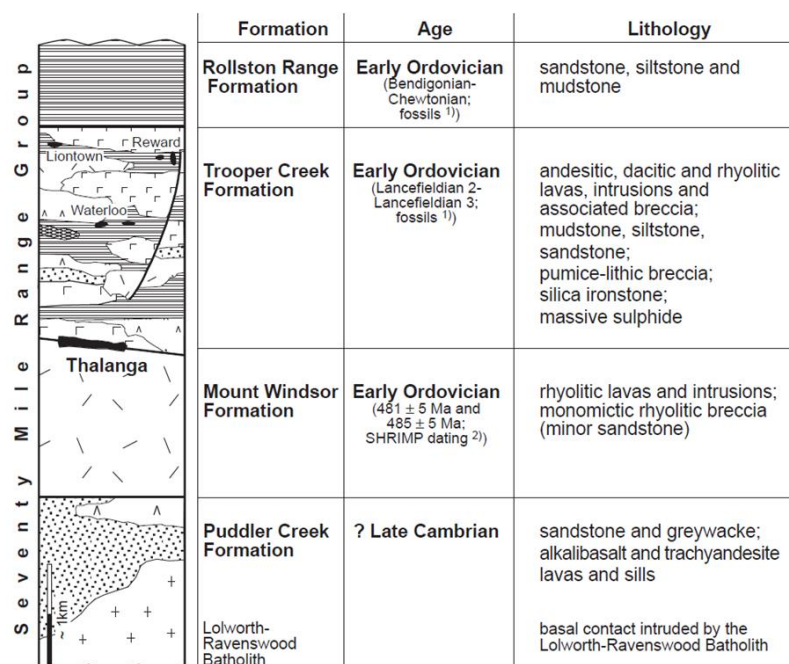 Formation Age Lithology
Seventy Mile Range Group
Rollston Range
Formation
Early Ordovician
(Bendigonian-
Chewtonian;
fossils 1))
sandstone, siltstone and
mudstone
Reward
Liontown
Waterloo
Thalanga
Trooper Creek
Formation
Early Ordovician
(Lancefieldian 2-
Lancefieldian 3;
fossils 1))
andesitic, dacitic and rhyolitic
lavas, intrusions and
associated breccia;
mudstone, siltstone,
sandstone;
pumice-lithic breccia;
silica ironstone;
massive sulphide
Mount Windsor
Formation
Early Ordovician
(481 ± 5 Ma and
485 ± 5 Ma;
SHRIMP dating 2))
rhyolitic lavas and intrusions;
monomictic rhyolitic breccia
(minor sandstone)
Puddler Creek
Formation
? Late Cambrian
sandstone and greywacke;
alkalibasalt and trachyandesite
lavas and sills
~ 1km
Lolworth-
Ravenswood
Batholith
basal contact intruded by the
Lolworth-Ravenswood Batholith